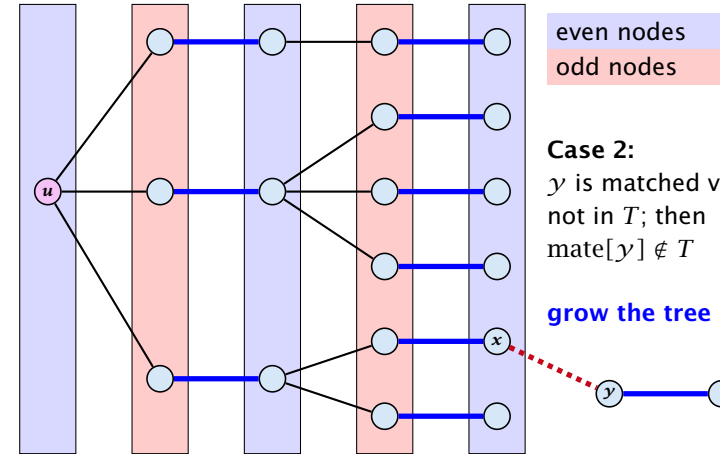 even nodes
odd nodes
Case 2:
y is matched v
not in T; then
mate[y] ∉ T
grow the tree
u
x
y